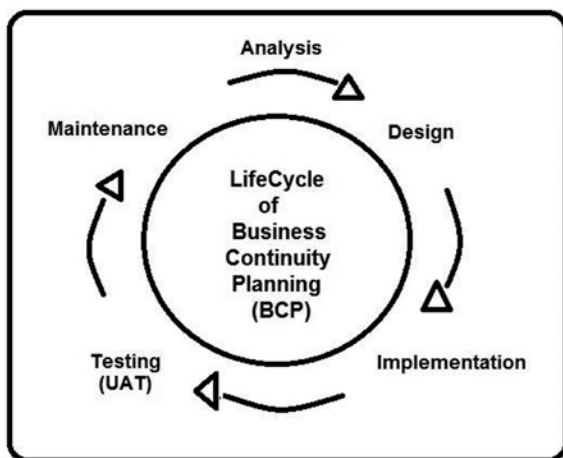 Analysis
Maintenance
Design
LifeCycle
of
Business
Continuity
Planning
(BCP)
Testing
(UAT)
Implementation